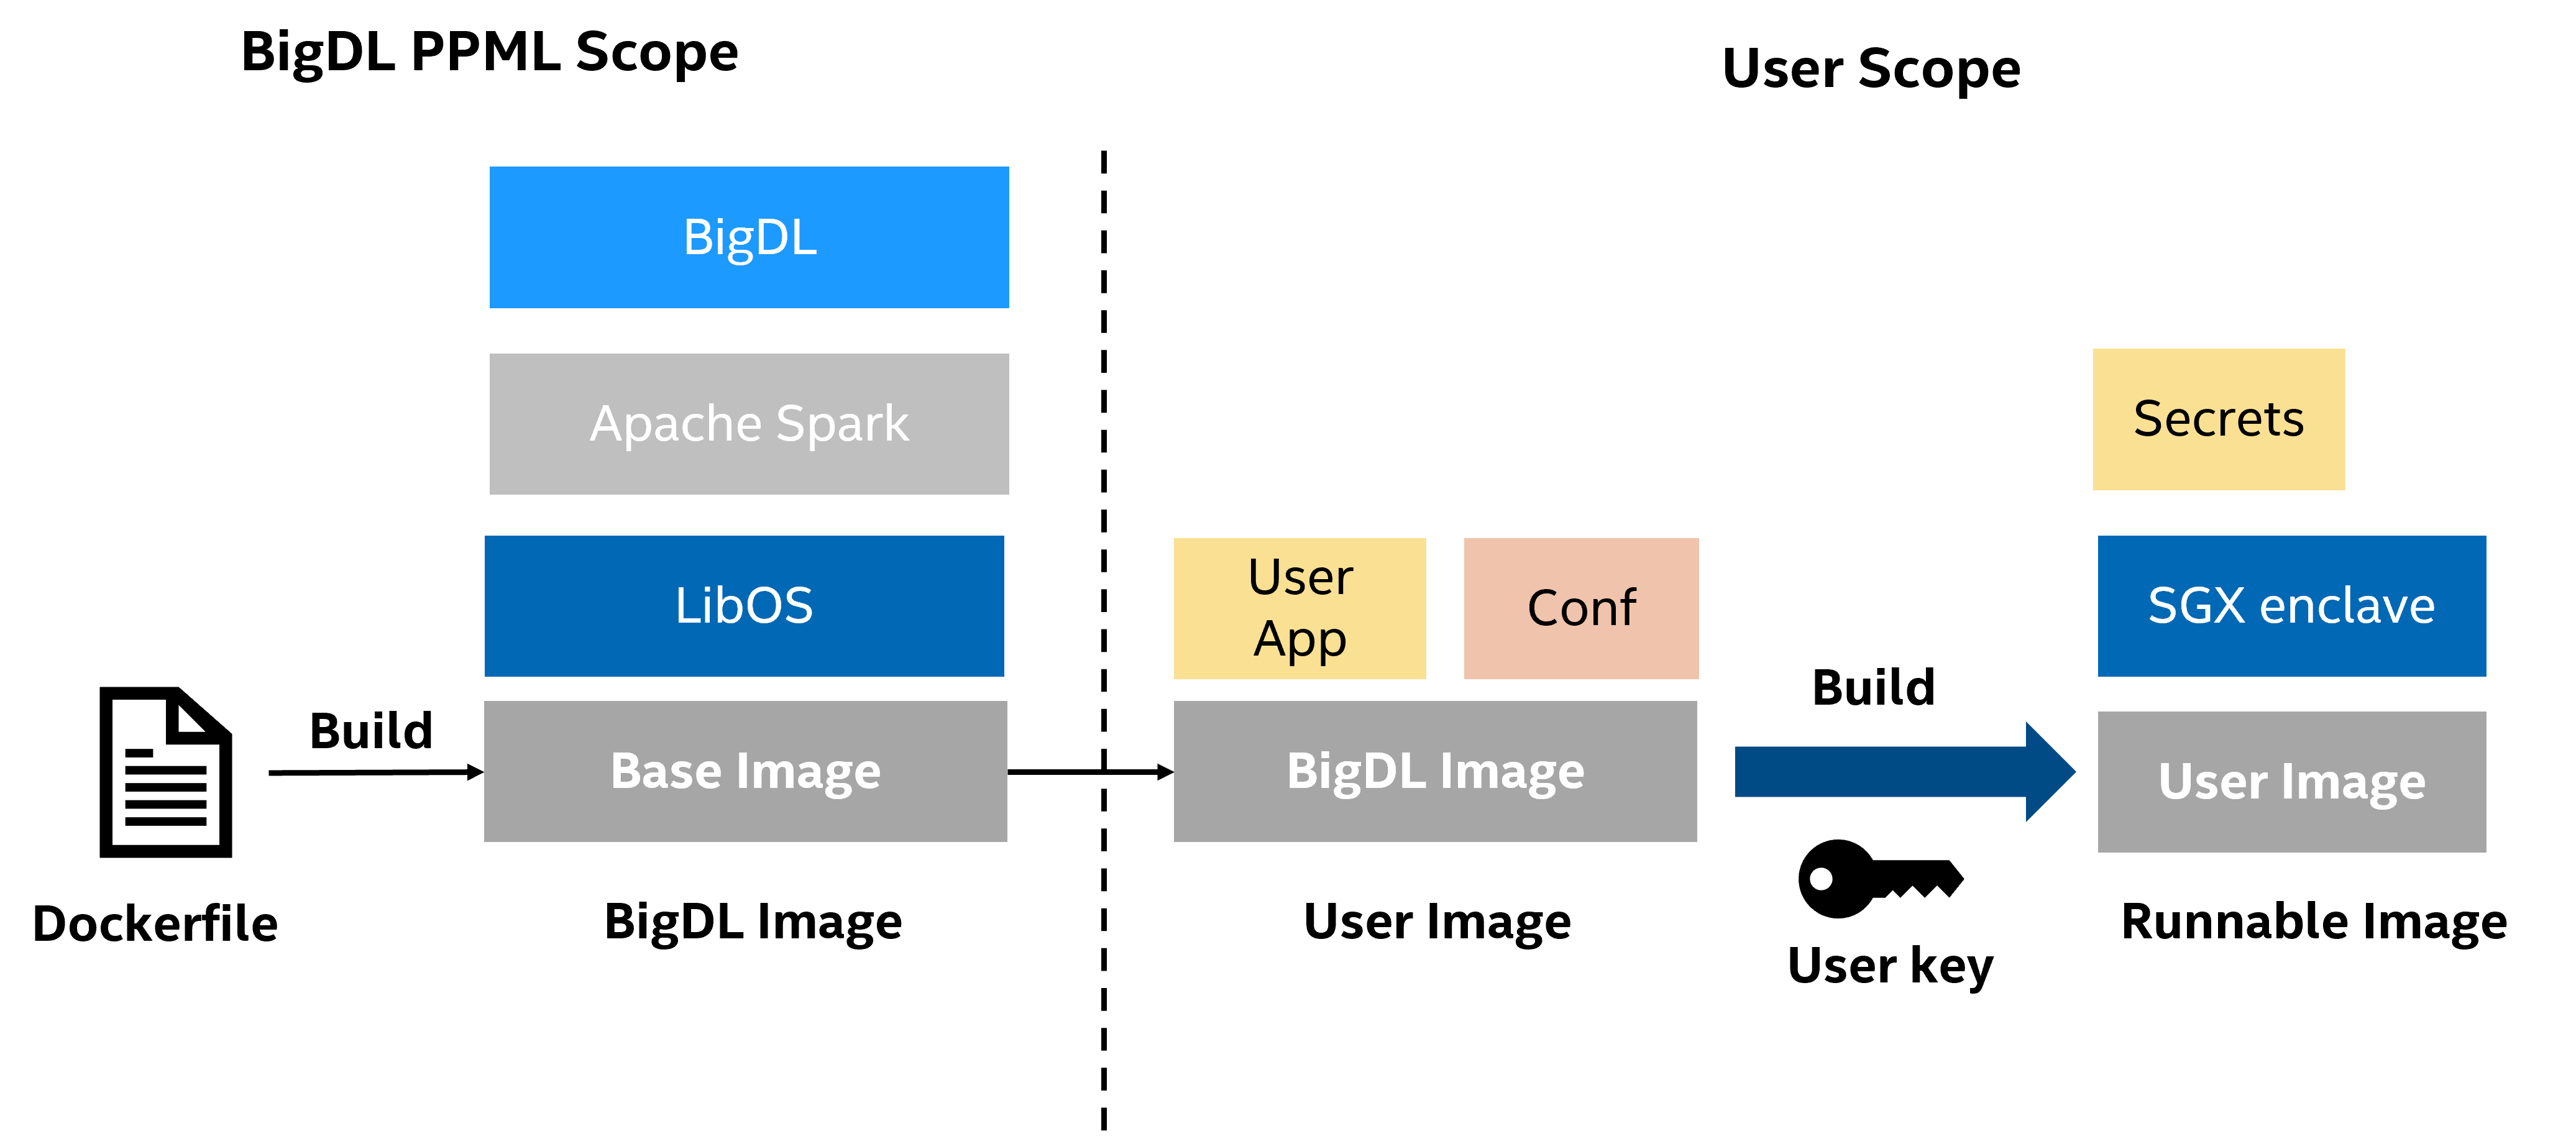 BigDL PPML Scope
User Scope
BigDL
Apache Spark
LibOS
Base Image
Build
Dockerfile
BigDL Image
User
App
Conf
BigDL Image
User Image
Build
User key
Secrets
SGX enclave
User Image
Runnable Image